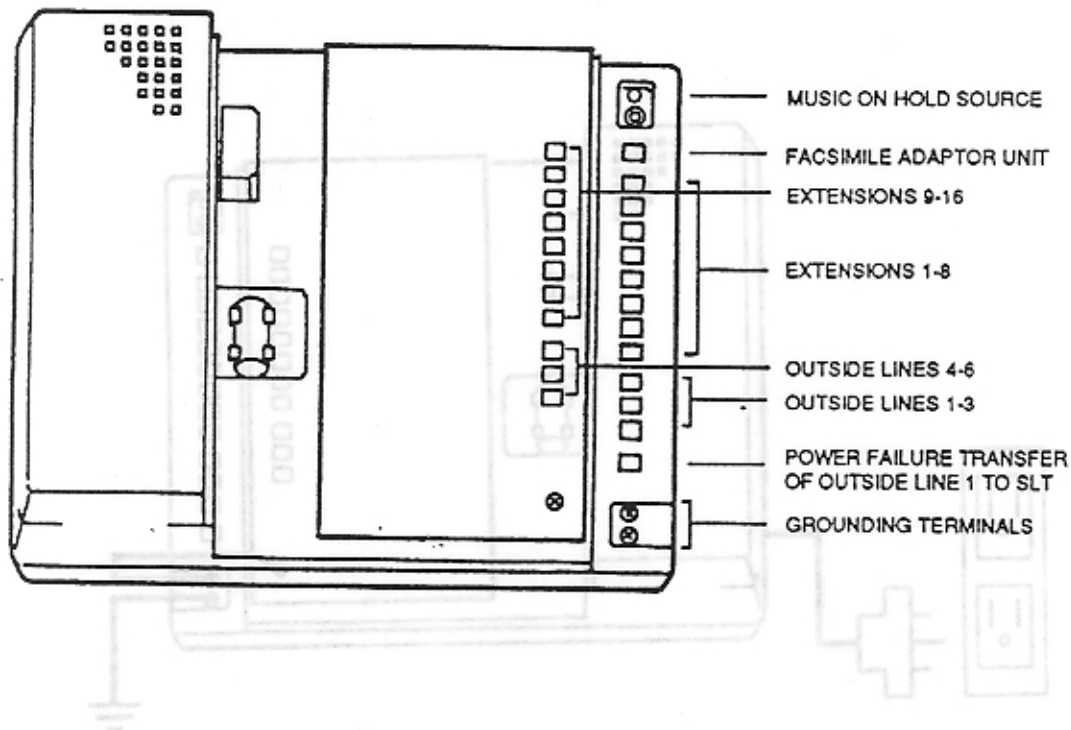 MUSIC ON HOLD SOURCE
FACSIMILE ADAPTOR UNIT
EXTENSIONS 9-16
EXTENSIONS 1-8
OUTSIDE LINES 4-6
OUTSIDE LINES 1-3
POWER FAILURE TRANSFER
OF OUTSIDE LINE 1 TO SLT
GROUNDING TERMINALS